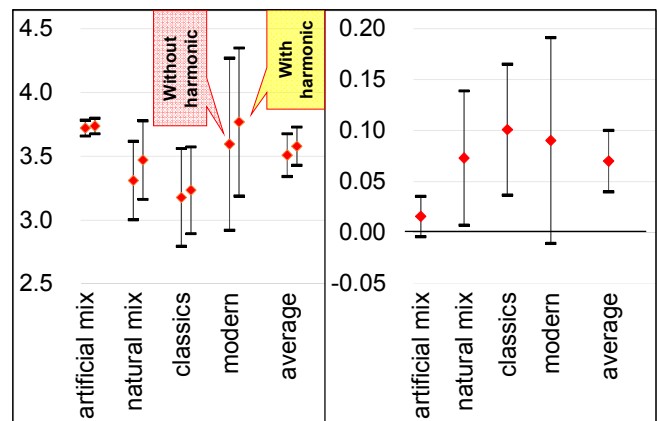 4.5
4.0
3.5
3.0
2.5
Without
harmonic
With
harmonic
artificial mix
natural mix
classics
modern
average
0.20
0.15
0.10
0.05
0.00
-0.05
artificial mix
natural mix
classics
modern
average